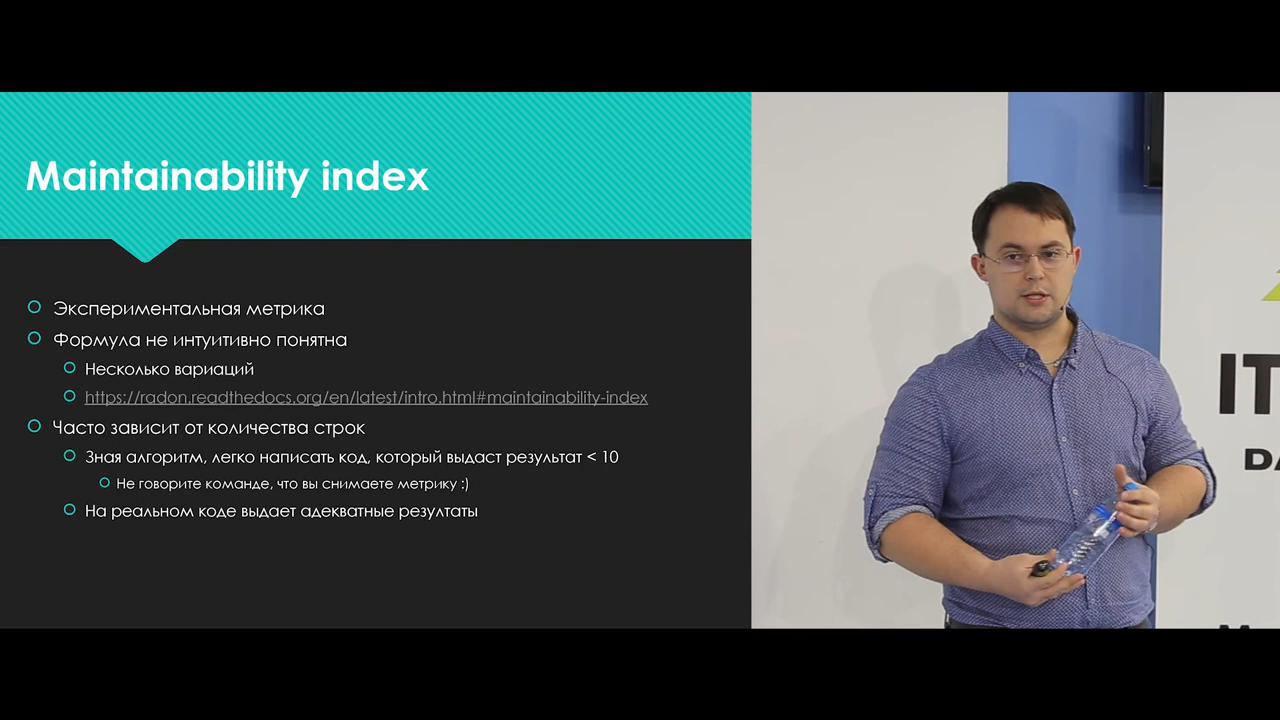 Maintainability index
Экспериментальная метрика
Формула не интуитивно понятна
Несколько вариаций
https://radon.readthedocs.org/en/latest/intro.html#maintainability-index
Часто зависит от количества строк
Зная алгоритм, легко написать код, который выдаст результат < 10
Не говорите команде, что вы снимаете метрику :)
На реальном коде выдает адекватные резултаты
IT
DA